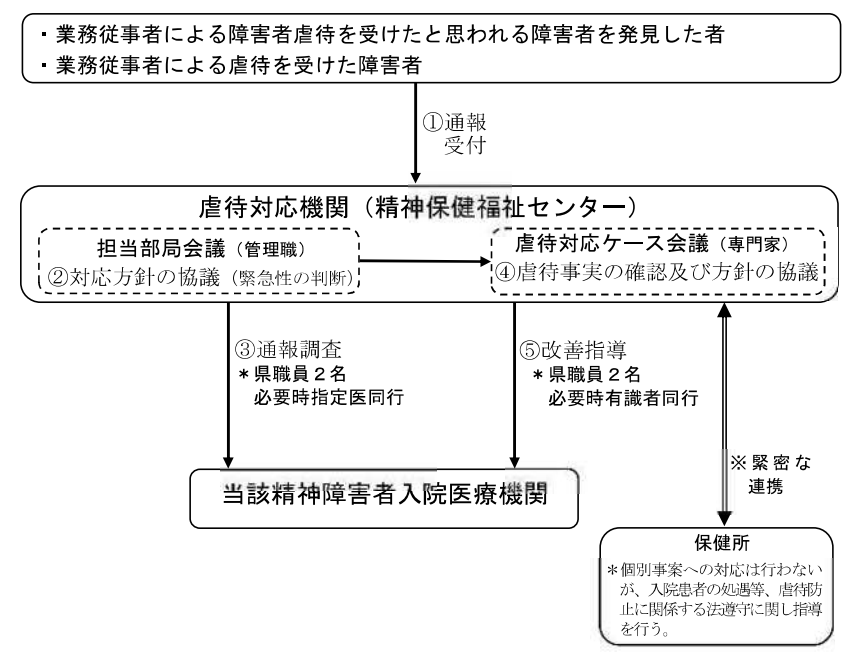 ・業務従事者による障害者虐待を受けたと思われる障害者を発見した者
・業務従事者による虐待を受けた障害者
①通報
受付
虐待対応機関（精神保健福祉センター）
担当部局会議（管理職）
②対応方針の協議（緊急性の判断）
虐待対応ケース会議（専門家）
④虐待事実の確認及び方針の協議
③通報調査
＊県職員２名
必要時指定医同行
⑤改善指導
＊県職員２名
必要時有識者同行
※緊密な
連携
当該精神障害者入院医療機関
保健所
＊個別事案への対応は行わない
が、入院患者の処遇等、虐待防
止に関係する法遵守に関し指導
を行う。